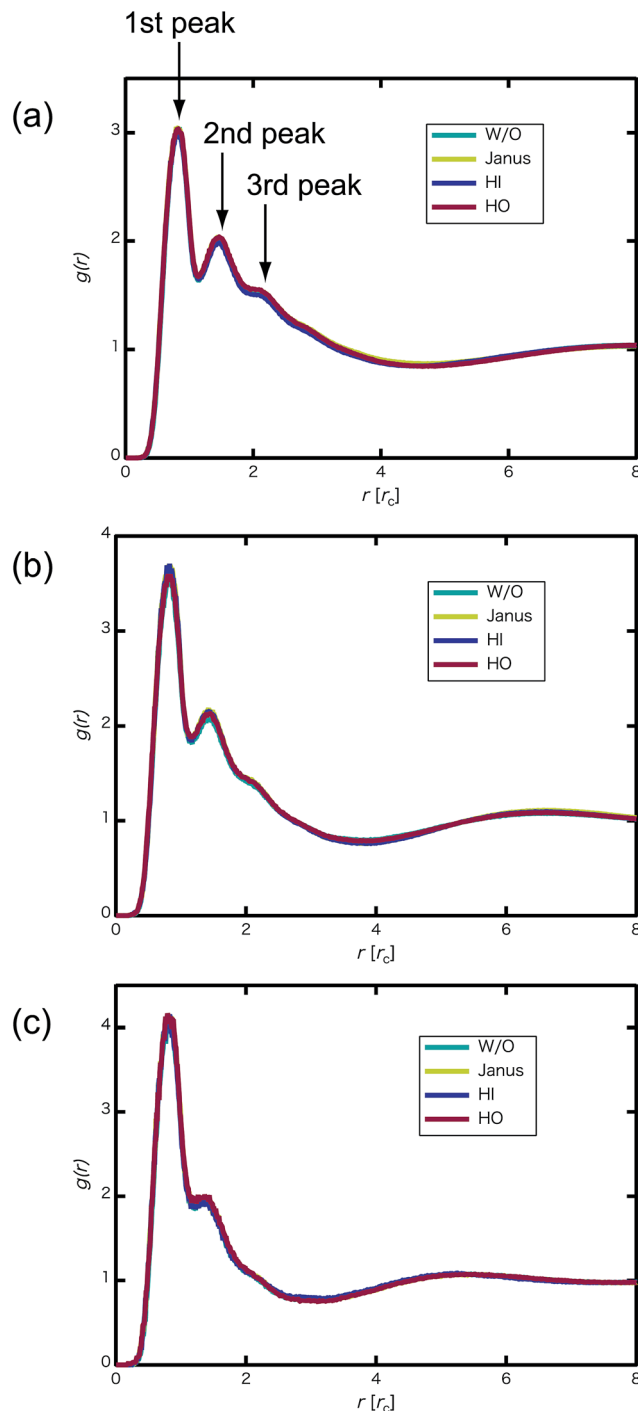 1st peak
(a)
2nd peak
3rd peak
W/O
Janus
HI
HO
3
2
1
0
g(r)
0 2 4 6 8
r [rc]
(b)
W/O
Janus
HI
HO
4
3
2
1
0
g(r)
0 2 4 6 8
r [rc]
(c)
W/O
Janus
HI
HO
4
3
2
1
0
g(r)
0 2 4 6 8
r [rc]